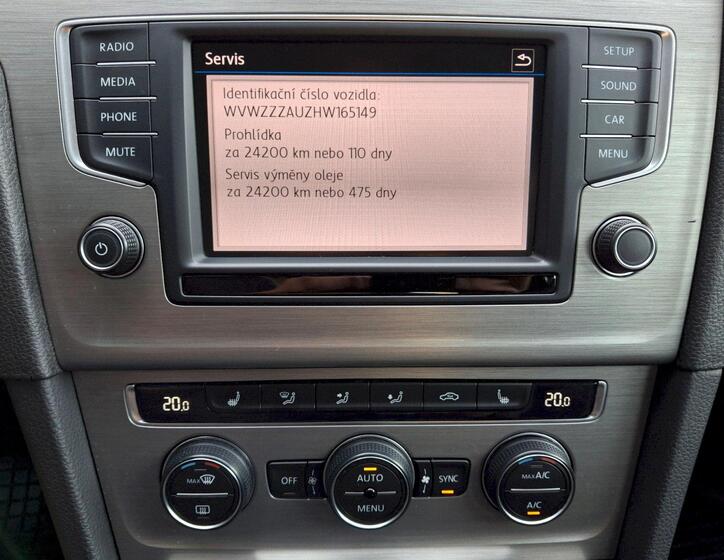 RADIO
MEDIA
PHONE
MUTE
Servis
Identifikační číslo vozidla:
WVWZZZAUZHW165149
Prohlídka
za 24200 km nebo 110 dny
Servis výměny oleje
za 24200 km nebo 475 dny
SETUP
SOUND
CAR
MENU
20.0
20.0
MAX
OFF
AUTO
MENU
SYNC
MAX A/C
A/C